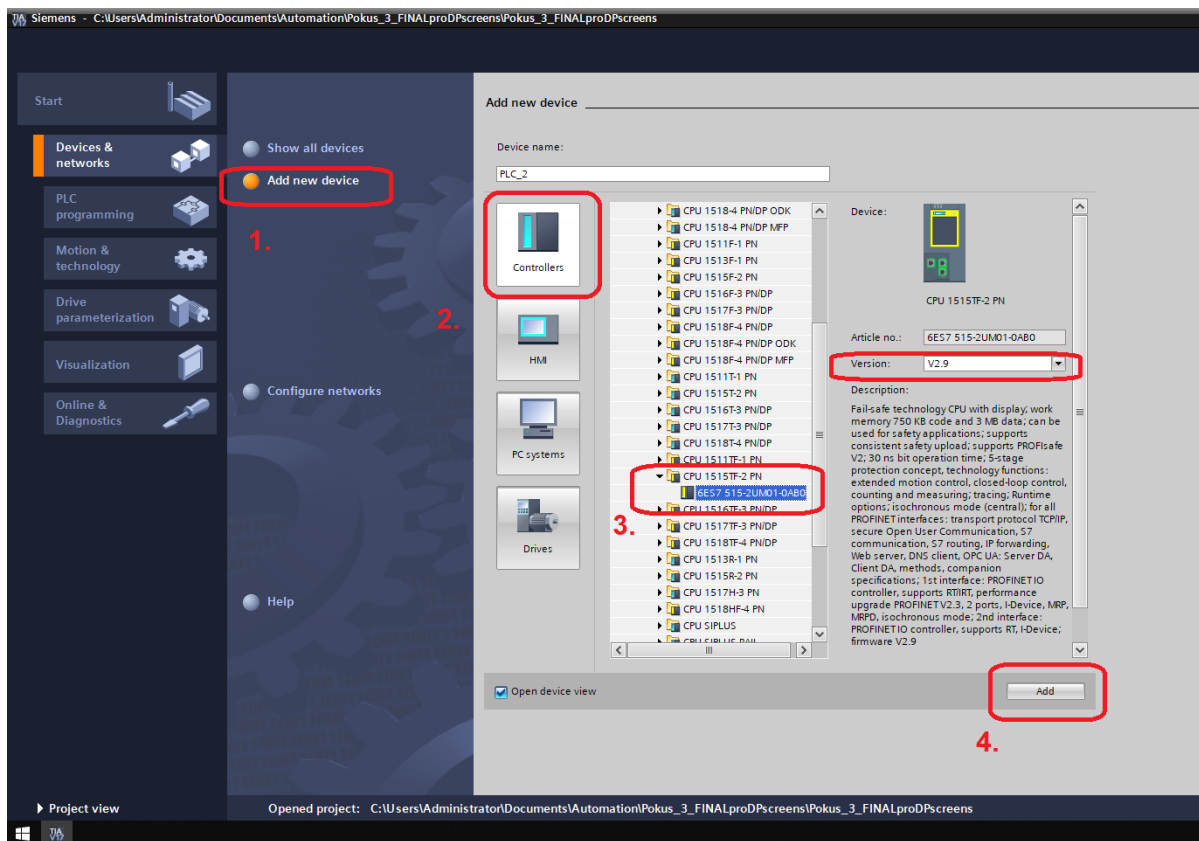 Siemens - C:\Users\Administrator\Documents\Automation\Pokus_3_FINALproDPscreens\Pokus_3_FINALproDPscreens
Start
Devices &
networks
PLC
programming
Motion &
technology
Drive
parameterization
Visualization
Online &
Diagnostics
Show all devices
Add new device
1.
Configure networks
Help
Add new device
Device name:
PLC_2
2.
Controllers
HMI
PC systems
Drives
CPU 1518-4 PN/DP ODK
CPU 1518-4 PN/DP MFP
CPU 1511F-1 PN
CPU 1513F-1 PN
CPU 1515F-2 PN
CPU 1516F-3 PN/DP
CPU 1517F-3 PN/DP
CPU 1518F-4 PN/DP
CPU 1518F-4 PN/DP ODK
CPU 1518F-4 PN/DP MFP
CPU 1511T-1 PN
CPU 1515T-2 PN
CPU 1516T-3 PN/DP
CPU 1517T-3 PN/DP
CPU 1518T-4 PN/DP
CPU 1511TF-1 PN
CPU 1515TF-2 PN
6ES7 515-2UM01-0AB0
3.
CPU 1516TF-3 PN/DP
CPU 1517TF-3 PN/DP
CPU 1518TF-4 PN/DP
CPU 1513R-1 PN
CPU 1515R-2 PN
CPU 1517H-3 PN
CPU 1518HF-4 PN
CPU SIPLUS
CPU SIPLUS RAIL
Device:
CPU 1515TF-2 PN
Article no.: 6ES7 515-2UM01-0AB0
Version: V2.9
Description:
Fail-safe technology CPU with display; work
memory 750 KB code and 3 MB data; can be
used for safety applications; supports
consistent safety upload; supports PROFIsafe
V2; 30 ns bit operation time; 5-stage
protection concept, technology functions:
extended motion control, closed-loop control,
counting and measuring; tracing; Runtime
options; isochronous mode (central); for all
PROFINET interfaces: transport protocol TCP/IP,
secure Open User Communication, S7
communication, S7 routing, IP forwarding,
Web server, DNS client, OPC UA: Server DA,
Client DA, methods, companion
specifications; 1st interface: PROFINET IO
controller, supports RT/IRT, performance
upgrade PROFINET V2.3, 2 ports, I-Device, MRP,
MRPD, isochronous mode; 2nd interface:
PROFINET IO controller, supports RT, I-Device;
firmware V2.9
Open device view
Add
4.
Project view
Opened project: C:\Users\Administrator\Documents\Automation\Pokus_3_FINALproDPscreens\Pokus_3_FINALproDPscreens